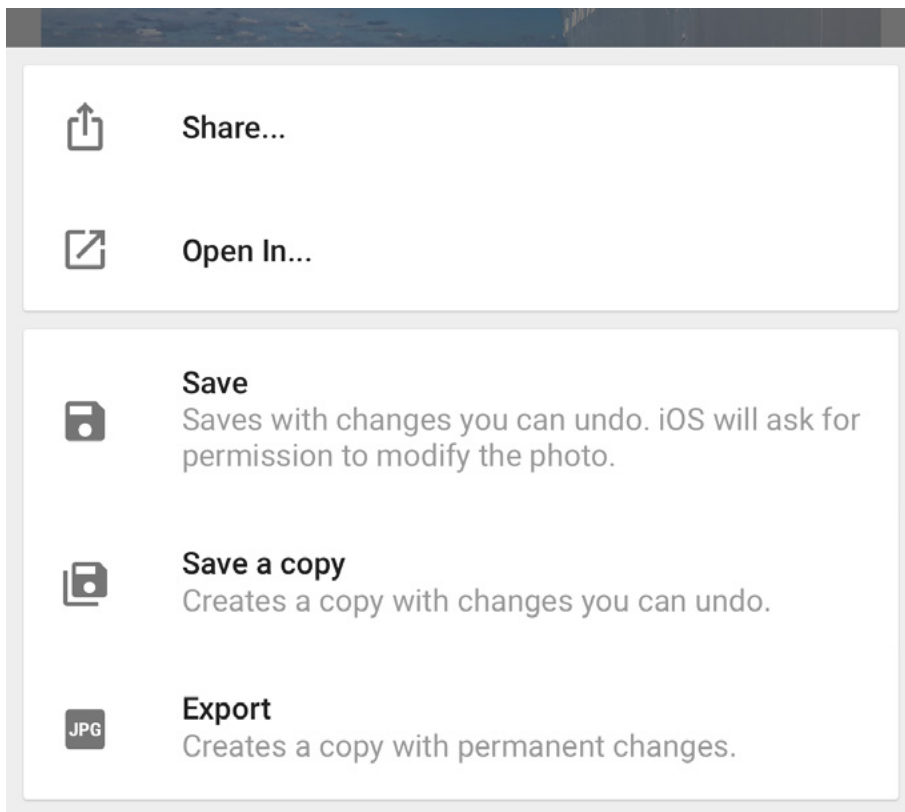 Share...
Open In...
Save
Saves with changes you can undo. iOS will ask for
permission to modify the photo.
Save a copy
Creates a copy with changes you can undo.
JPG
Export
Creates a copy with permanent changes.